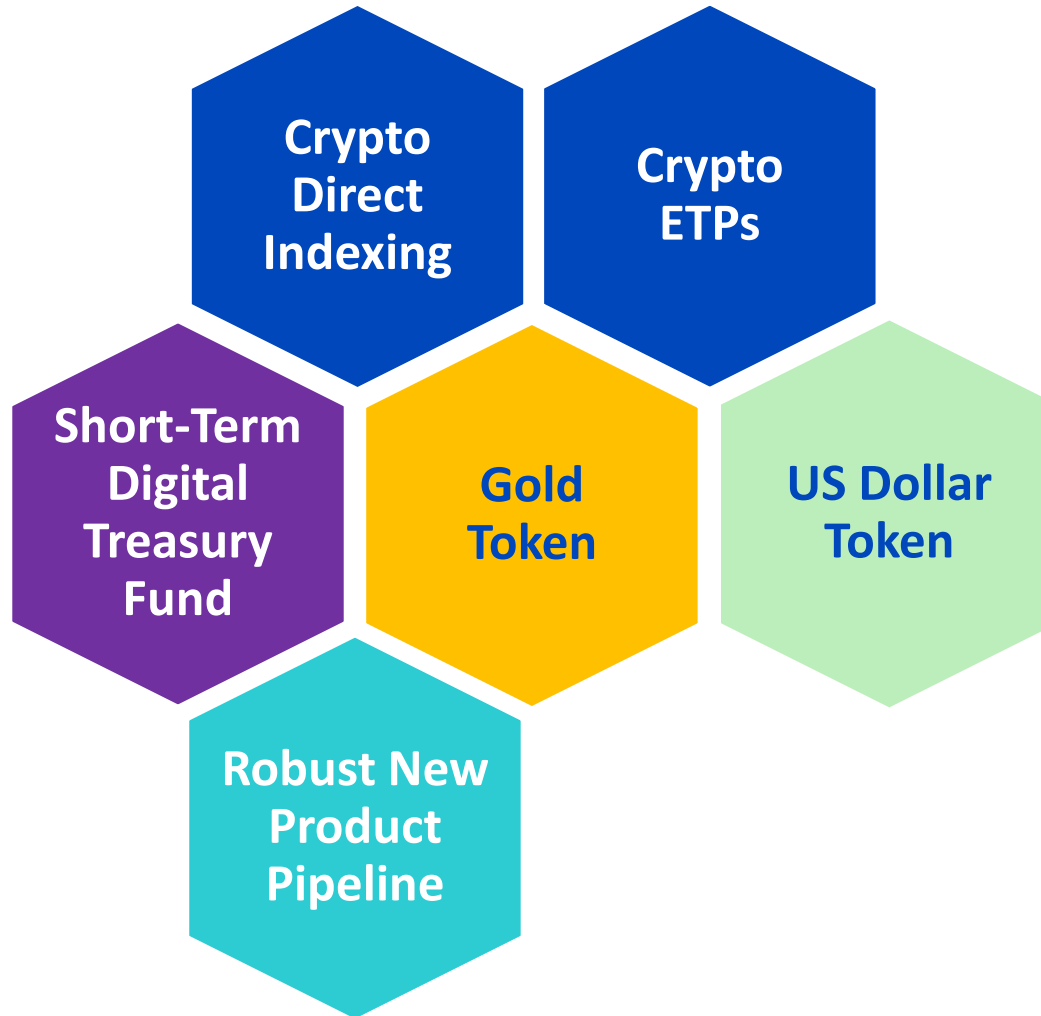 Crypto
Direct
Indexing
Crypto
ETPs
Short-Term
Digital
Treasury
Fund
Gold
Token
US Dollar
Token
Robust New
Product
Pipeline